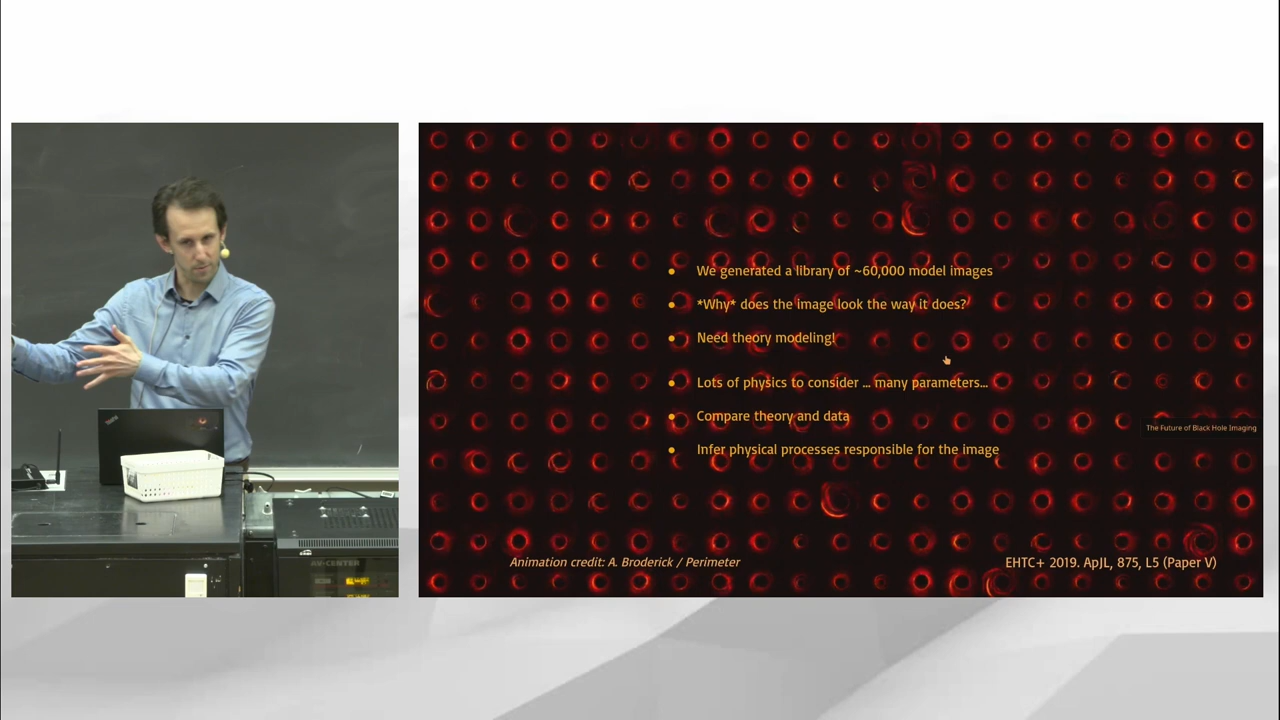 • We generated a library of ~60,000 model images
• *Why* does the image look the way it does?
• Need theory modeling!
• Lots of physics to consider ... many parameters...
• Compare theory and data
The Future of Black Hole Imaging
• Infer physical processes responsible for the image
Animation credit: A. Broderick / Perimeter
EHTC+ 2019. ApJL, 875, L5 (Paper V)
AV-CENTER